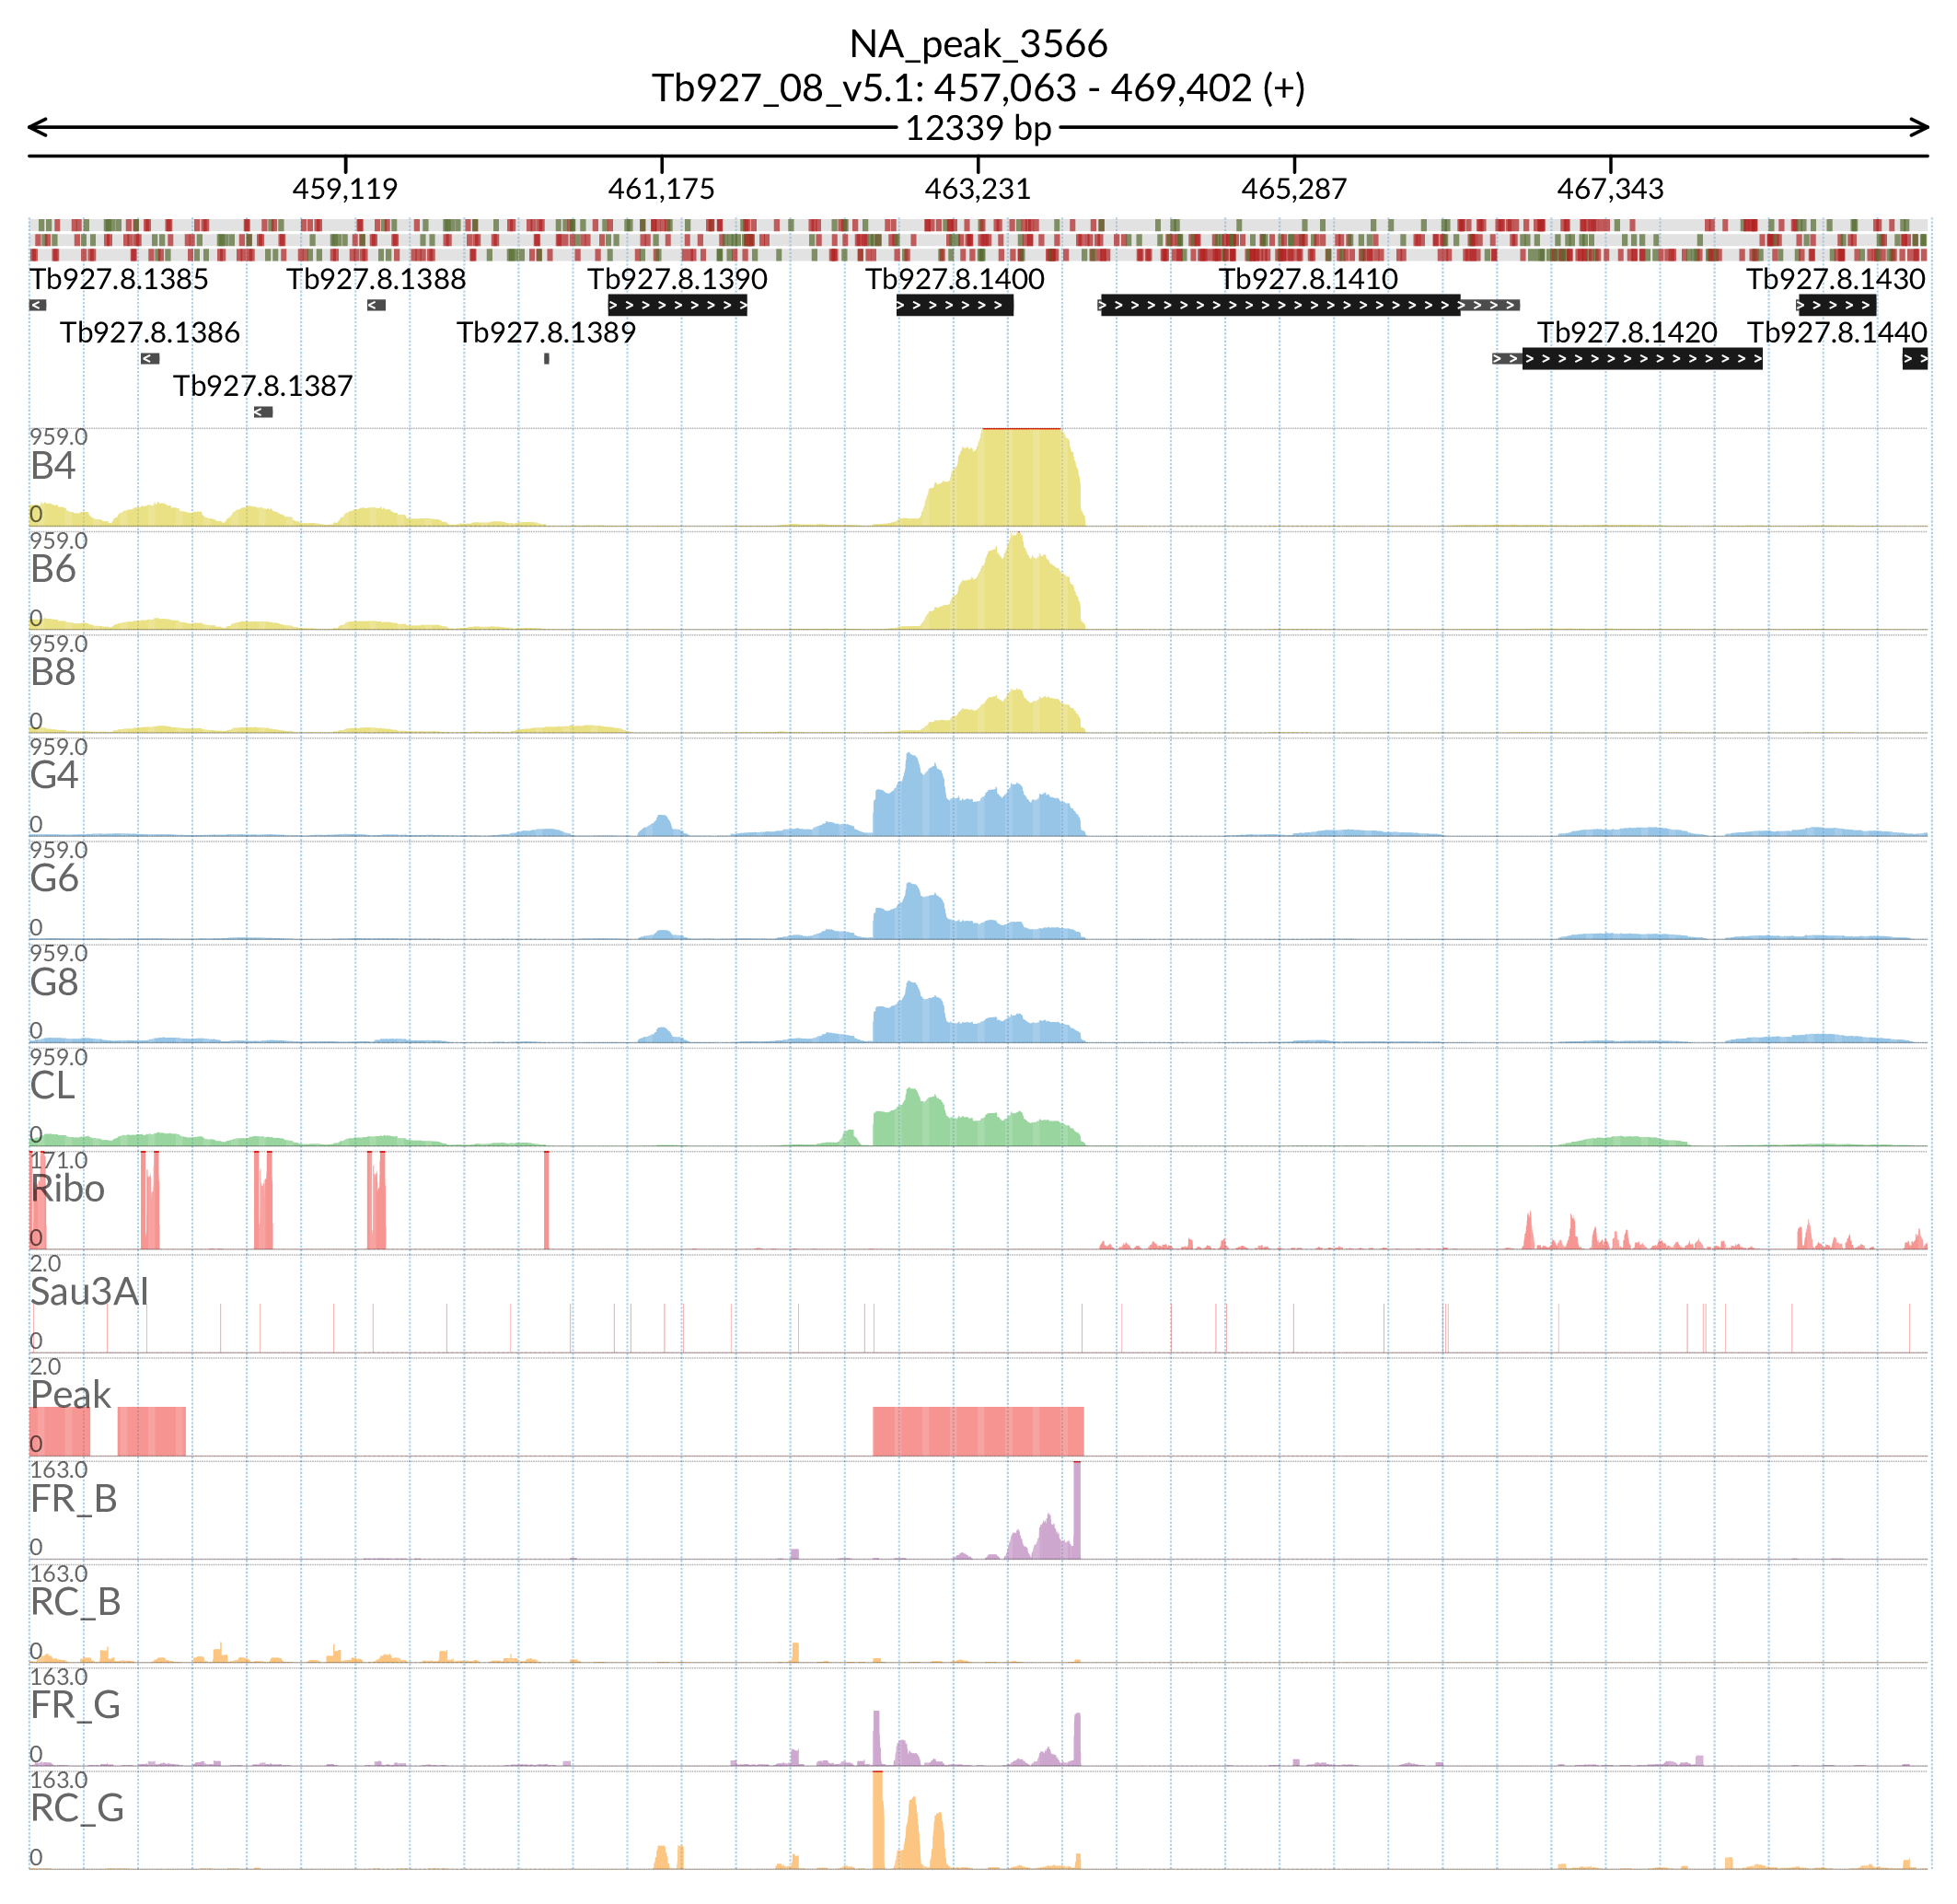 NA_peak_3566
Tb927_08_v5.1: 457,063 - 469,402 (+)
12339 bp
459,119 461,175 463,231 465,287 467,343
Tb927.8.1385 Tb927.8.1388 Tb927.8.1390 Tb927.8.1400 Tb927.8.1410 Tb927.8.1430
Tb927.8.1386 Tb927.8.1389 Tb927.8.1420 Tb927.8.1440
Tb927.8.1387
959.0
B4
0
959.0
B6
0
959.0
B8
0
959.0
G4
0
959.0
G6
0
959.0
G8
0
959.0
CL
0
171.0
Ribo
0
2.0
Sau3AI
0
2.0
Peak
0
163.0
FR_B
0
163.0
RC_B
0
163.0
FR_G
0
163.0
RC_G
0